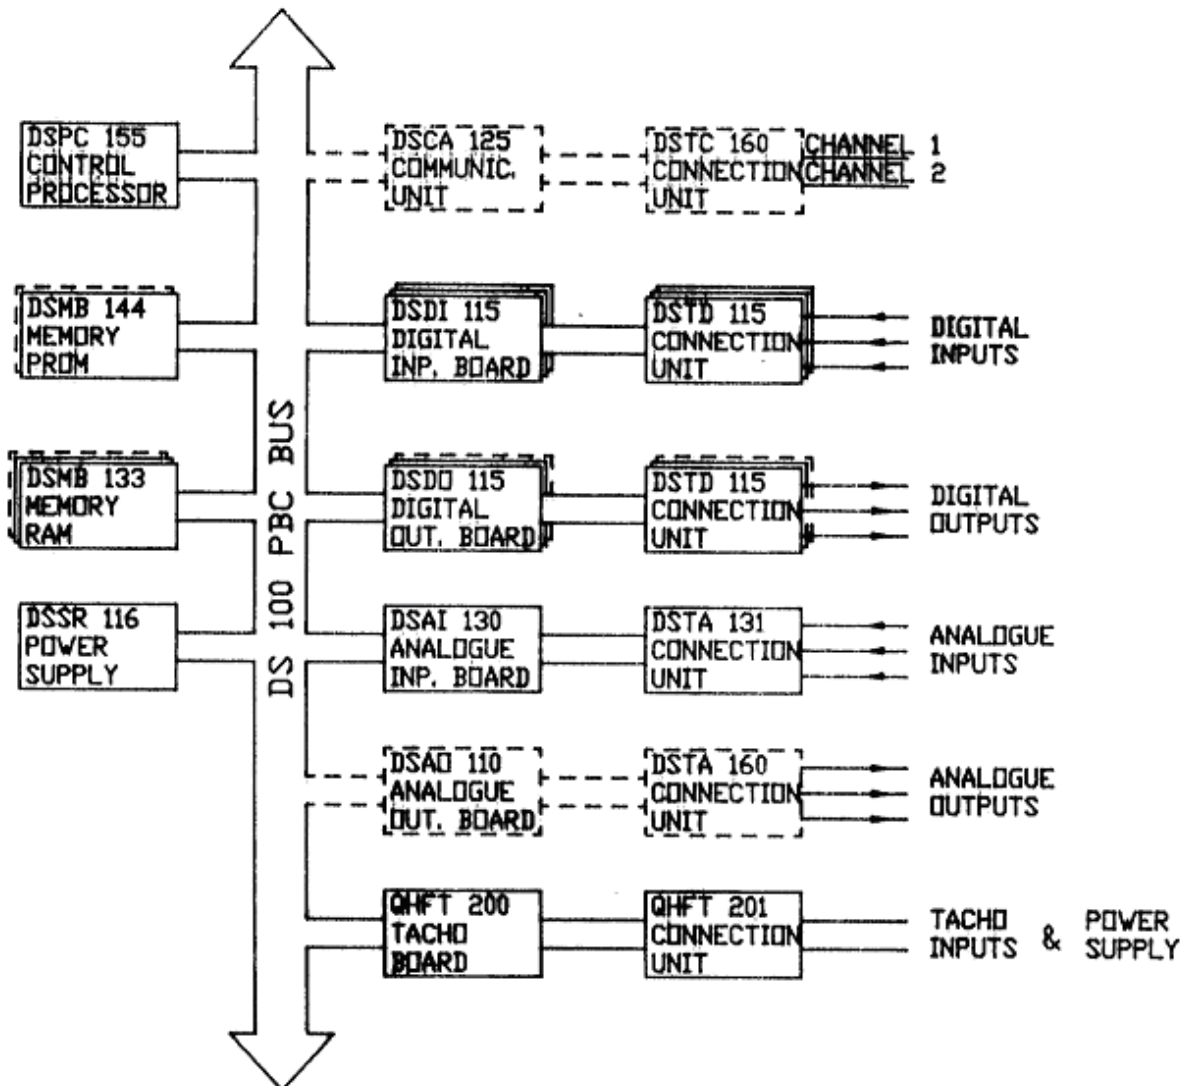 DSPC 155
CONTROL
PROCESSOR
DSCA 125
COMMUNIC.
UNIT
DSTC 160
CONNECTION
UNIT
CHANNEL 1
CHANNEL 2
DSMB 144
MEMORY
PROM
DSDI 115
DIGITAL
INP. BOARD
DSTD 115
CONNECTION
UNIT
DIGITAL
INPUTS
DS 100 PBC BUS
DSMB 133
MEMORY
RAM
DSDO 115
DIGITAL
OUT. BOARD
DSTD 115
CONNECTION
UNIT
DIGITAL
OUTPUTS
DSSR 116
POWER
SUPPLY
DSAI 130
ANALOGUE
INP. BOARD
DSTA 131
CONNECTION
UNIT
ANALOGUE
INPUTS
DSAO 110
ANALOGUE
OUT. BOARD
DSTA 160
CONNECTION
UNIT
ANALOGUE
OUTPUTS
QHFT 200
TACHO
BOARD
QHFT 201
CONNECTION
UNIT
TACHO
INPUTS
&
POWER
SUPPLY